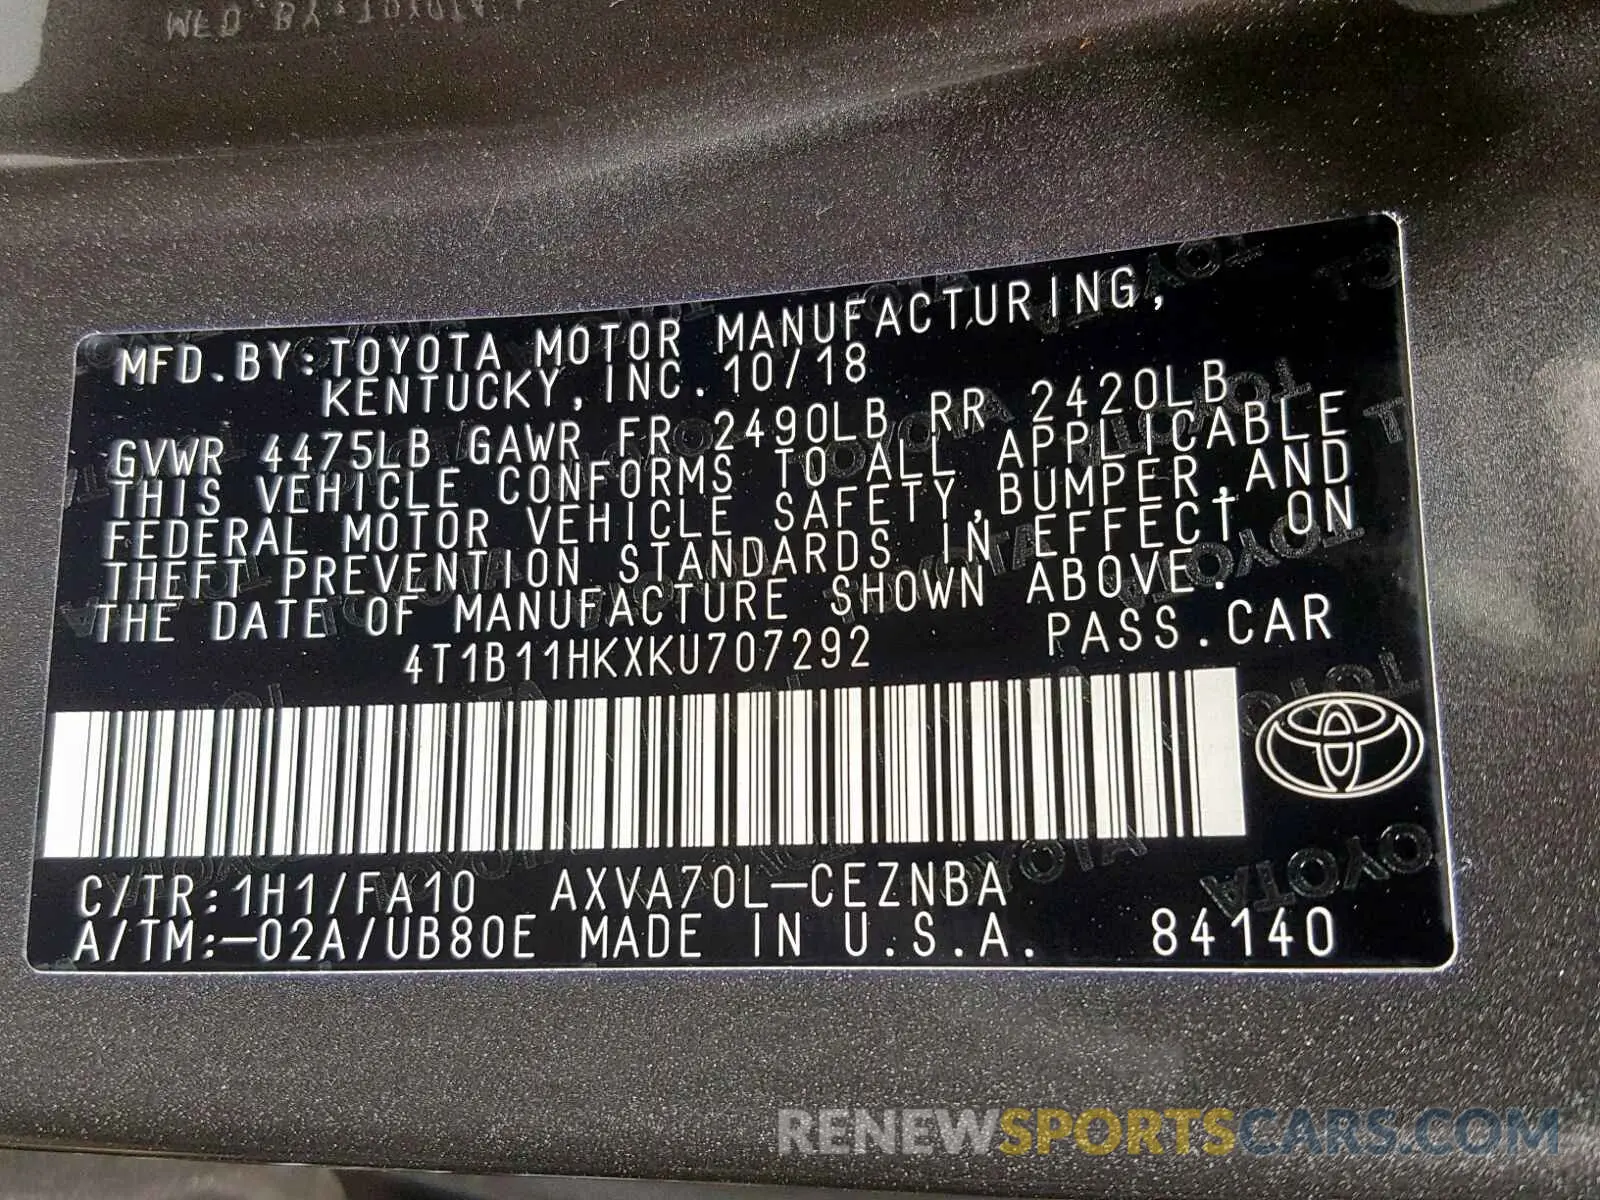 MFD.BY:TOYOTA MOTOR MANUFACTURING,
KENTUCKY,INC.10/18
GVWR 4475LB GAWR FR 2490LB RR 2420LB
THIS VEHICLE CONFORMS TO ALL APPLICABLE
FEDERAL MOTOR VEHICLE SAFETY,BUMPER,AND
THEFT PREVENTION STANDARDS IN EFFECT ON
THE DATE OF MANUFACTURE SHOWN ABOVE.
4T1B11HKXKU707292 PASS.CAR
C/TR:1H1/FA10 AXVA70L-CEZNBA
A/TM:-02A/UB80E MADE IN U.S.A. 84140
RENEWSPORTSCARS.COM